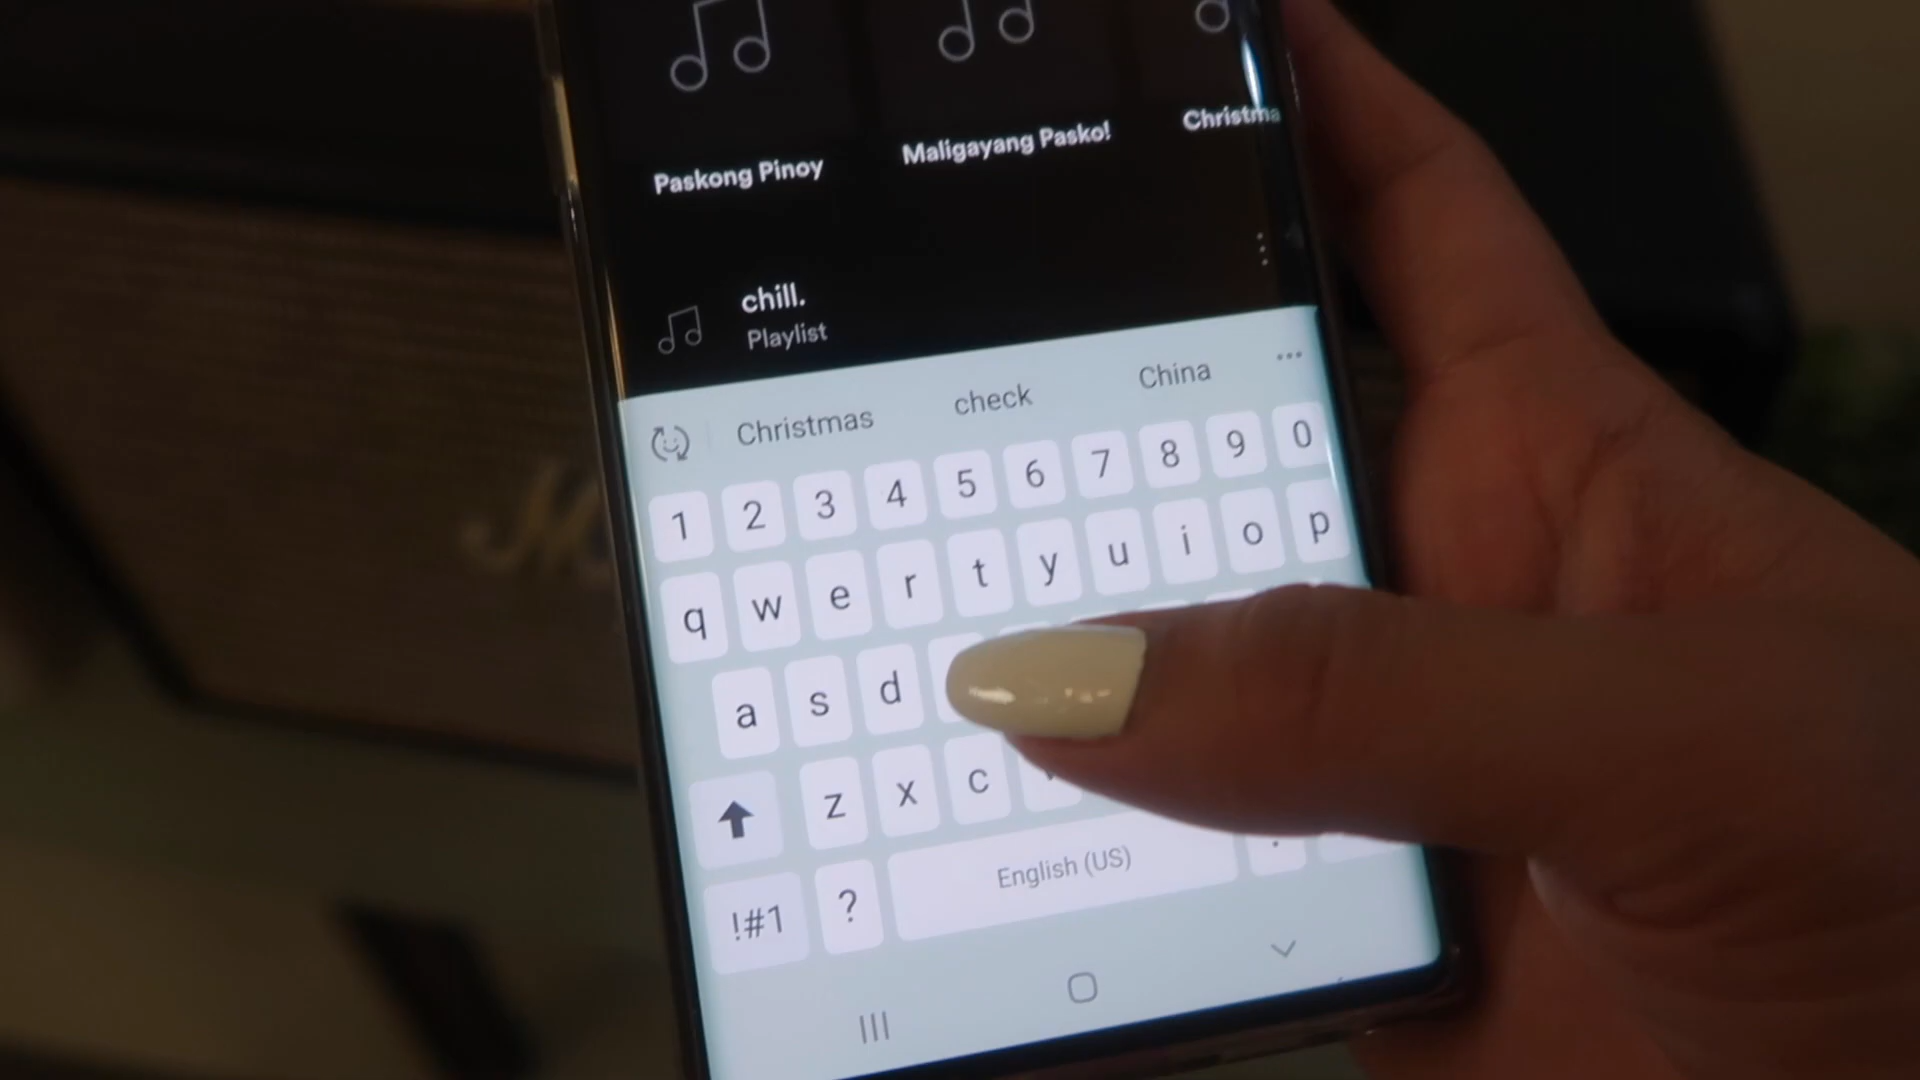 Paskong Pinoy
Maligayang Pasko!
Christma
chill.
Playlist
Christmas check China
1 2 3 4 5 6 7 8 9 0
q w e r t y u i o p
a s d
z x c
!#1 ? English (US)